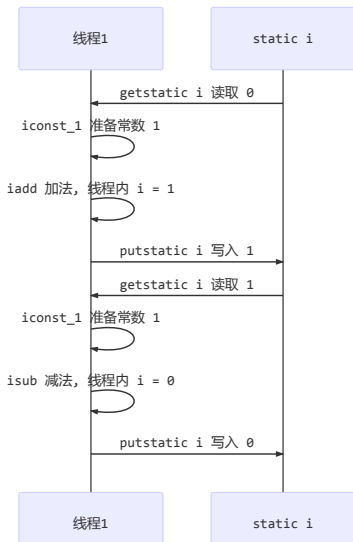 线程1
static i
getstatic i 读取 0
iconst_1 准备常数 1
iadd 加法, 线程内 i = 1
putstatic i 写入 1
getstatic i 读取 1
iconst_1 准备常数 1
isub 减法, 线程内 i = 0
putstatic i 写入 0
线程1
static i